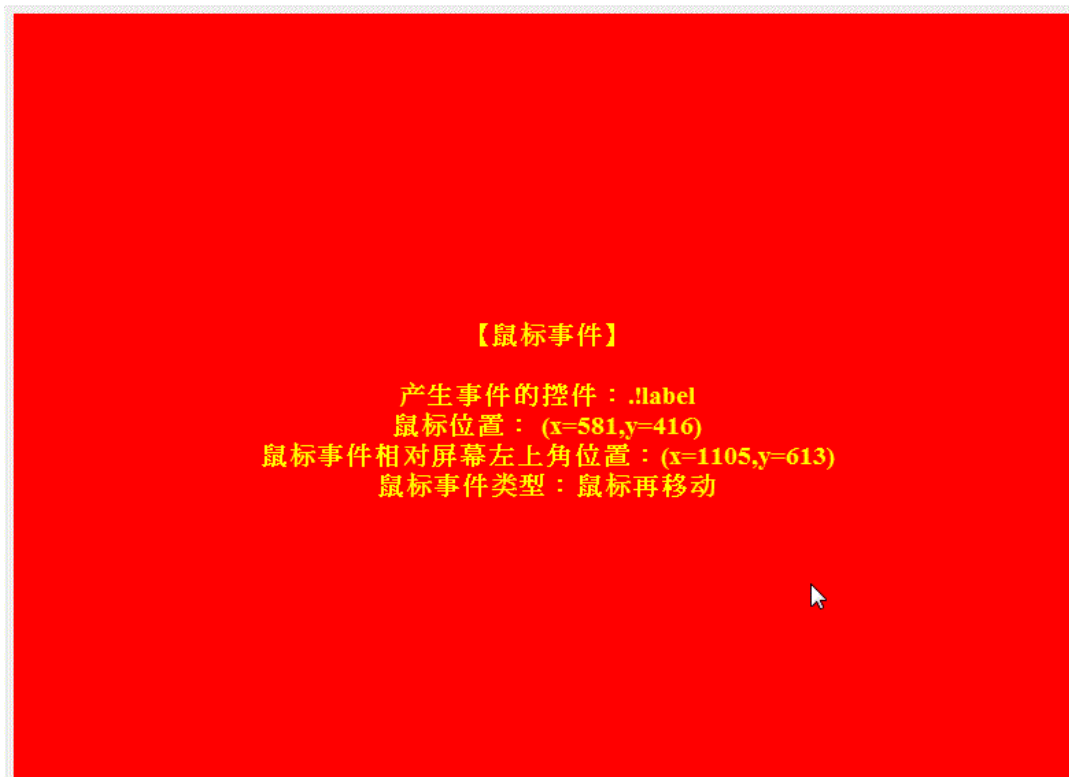 【鼠标事件】
产生事件的控件：.!label
鼠标位置： (x=581,y=416)
鼠标事件相对屏幕左上角位置：(x=1105,y=613)
鼠标事件类型：鼠标再移动